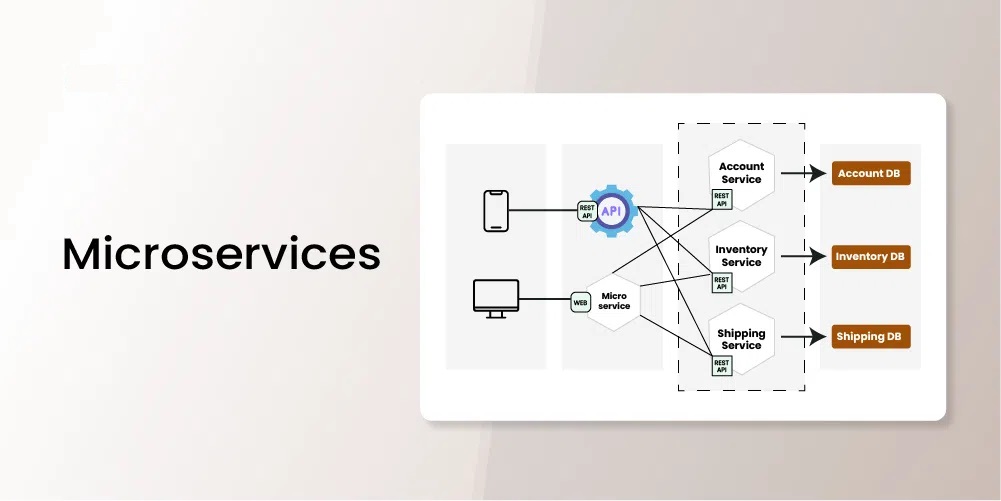 Microservices
REST
API
API
WEB
Micro
service
Account
Service
REST
API
Inventory
Service
REST
API
Shipping
Service
REST
API
Account DB
Inventory DB
Shipping DB